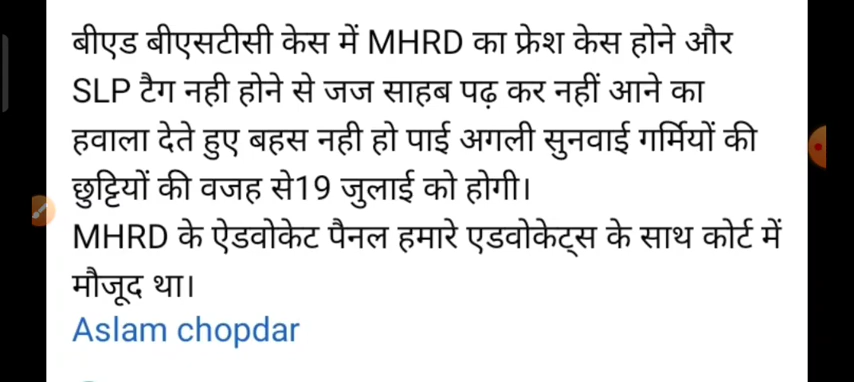 बीएड बीएसटीसी केस में MHRD का फ्रेश केस होने और
SLP टैग नही होने से जज साहब पढ़ कर नहीं आने का
हवाला देते हुए बहस नही हो पाई अगली सुनवाई गर्मियों की
छुट्टियों की वजह से19 जुलाई को होगी।
MHRD के ऐडवोकेट पैनल हमारे एडवोकेट्स के साथ कोर्ट में
मौजूद था।
Aslam chopdar